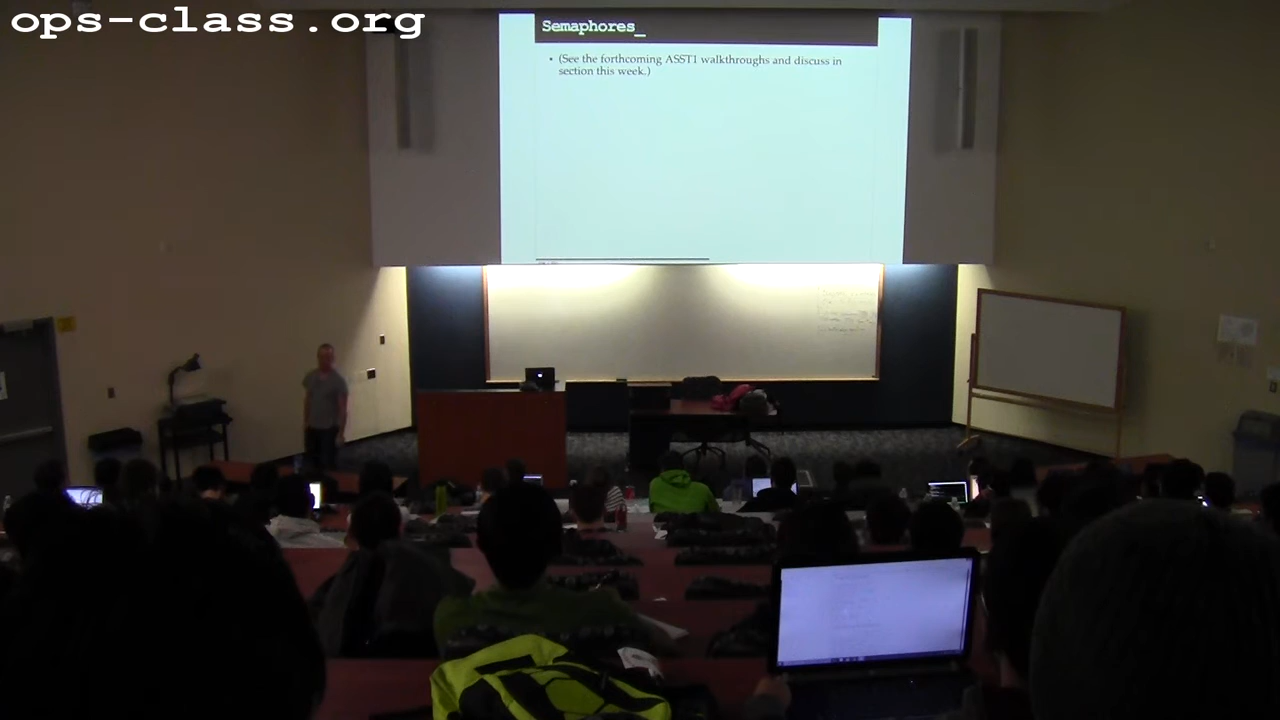 ops-class.org
Semaphores_
• (See the forthcoming ASST1 walkthroughs and discuss in
section this week.)